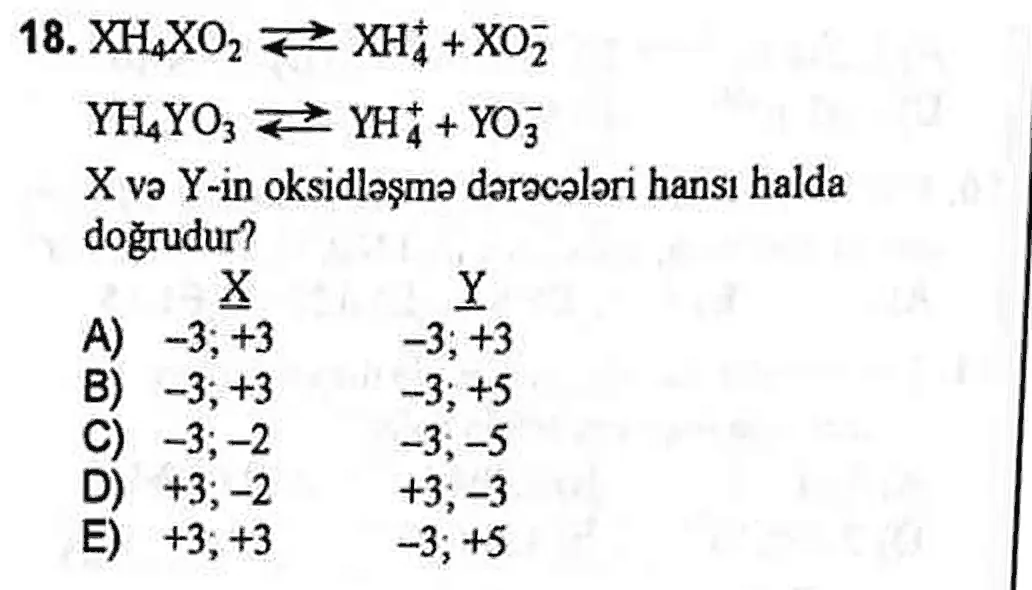 18. XH₄XO₂ ⇄ XH₄⁺ + XO₂⁻
YH₄YO₃ ⇄ YH₄⁺ + YO₃⁻
X və Y-in oksidləşmə dərəcələri hansı halda
doğrudur?
X Y
A) –3; +3 –3; +3
B) –3; +3 –3; +5
C) –3; –2 –3; –5
D) +3; –2 +3; –3
E) +3; +3 –3; +5